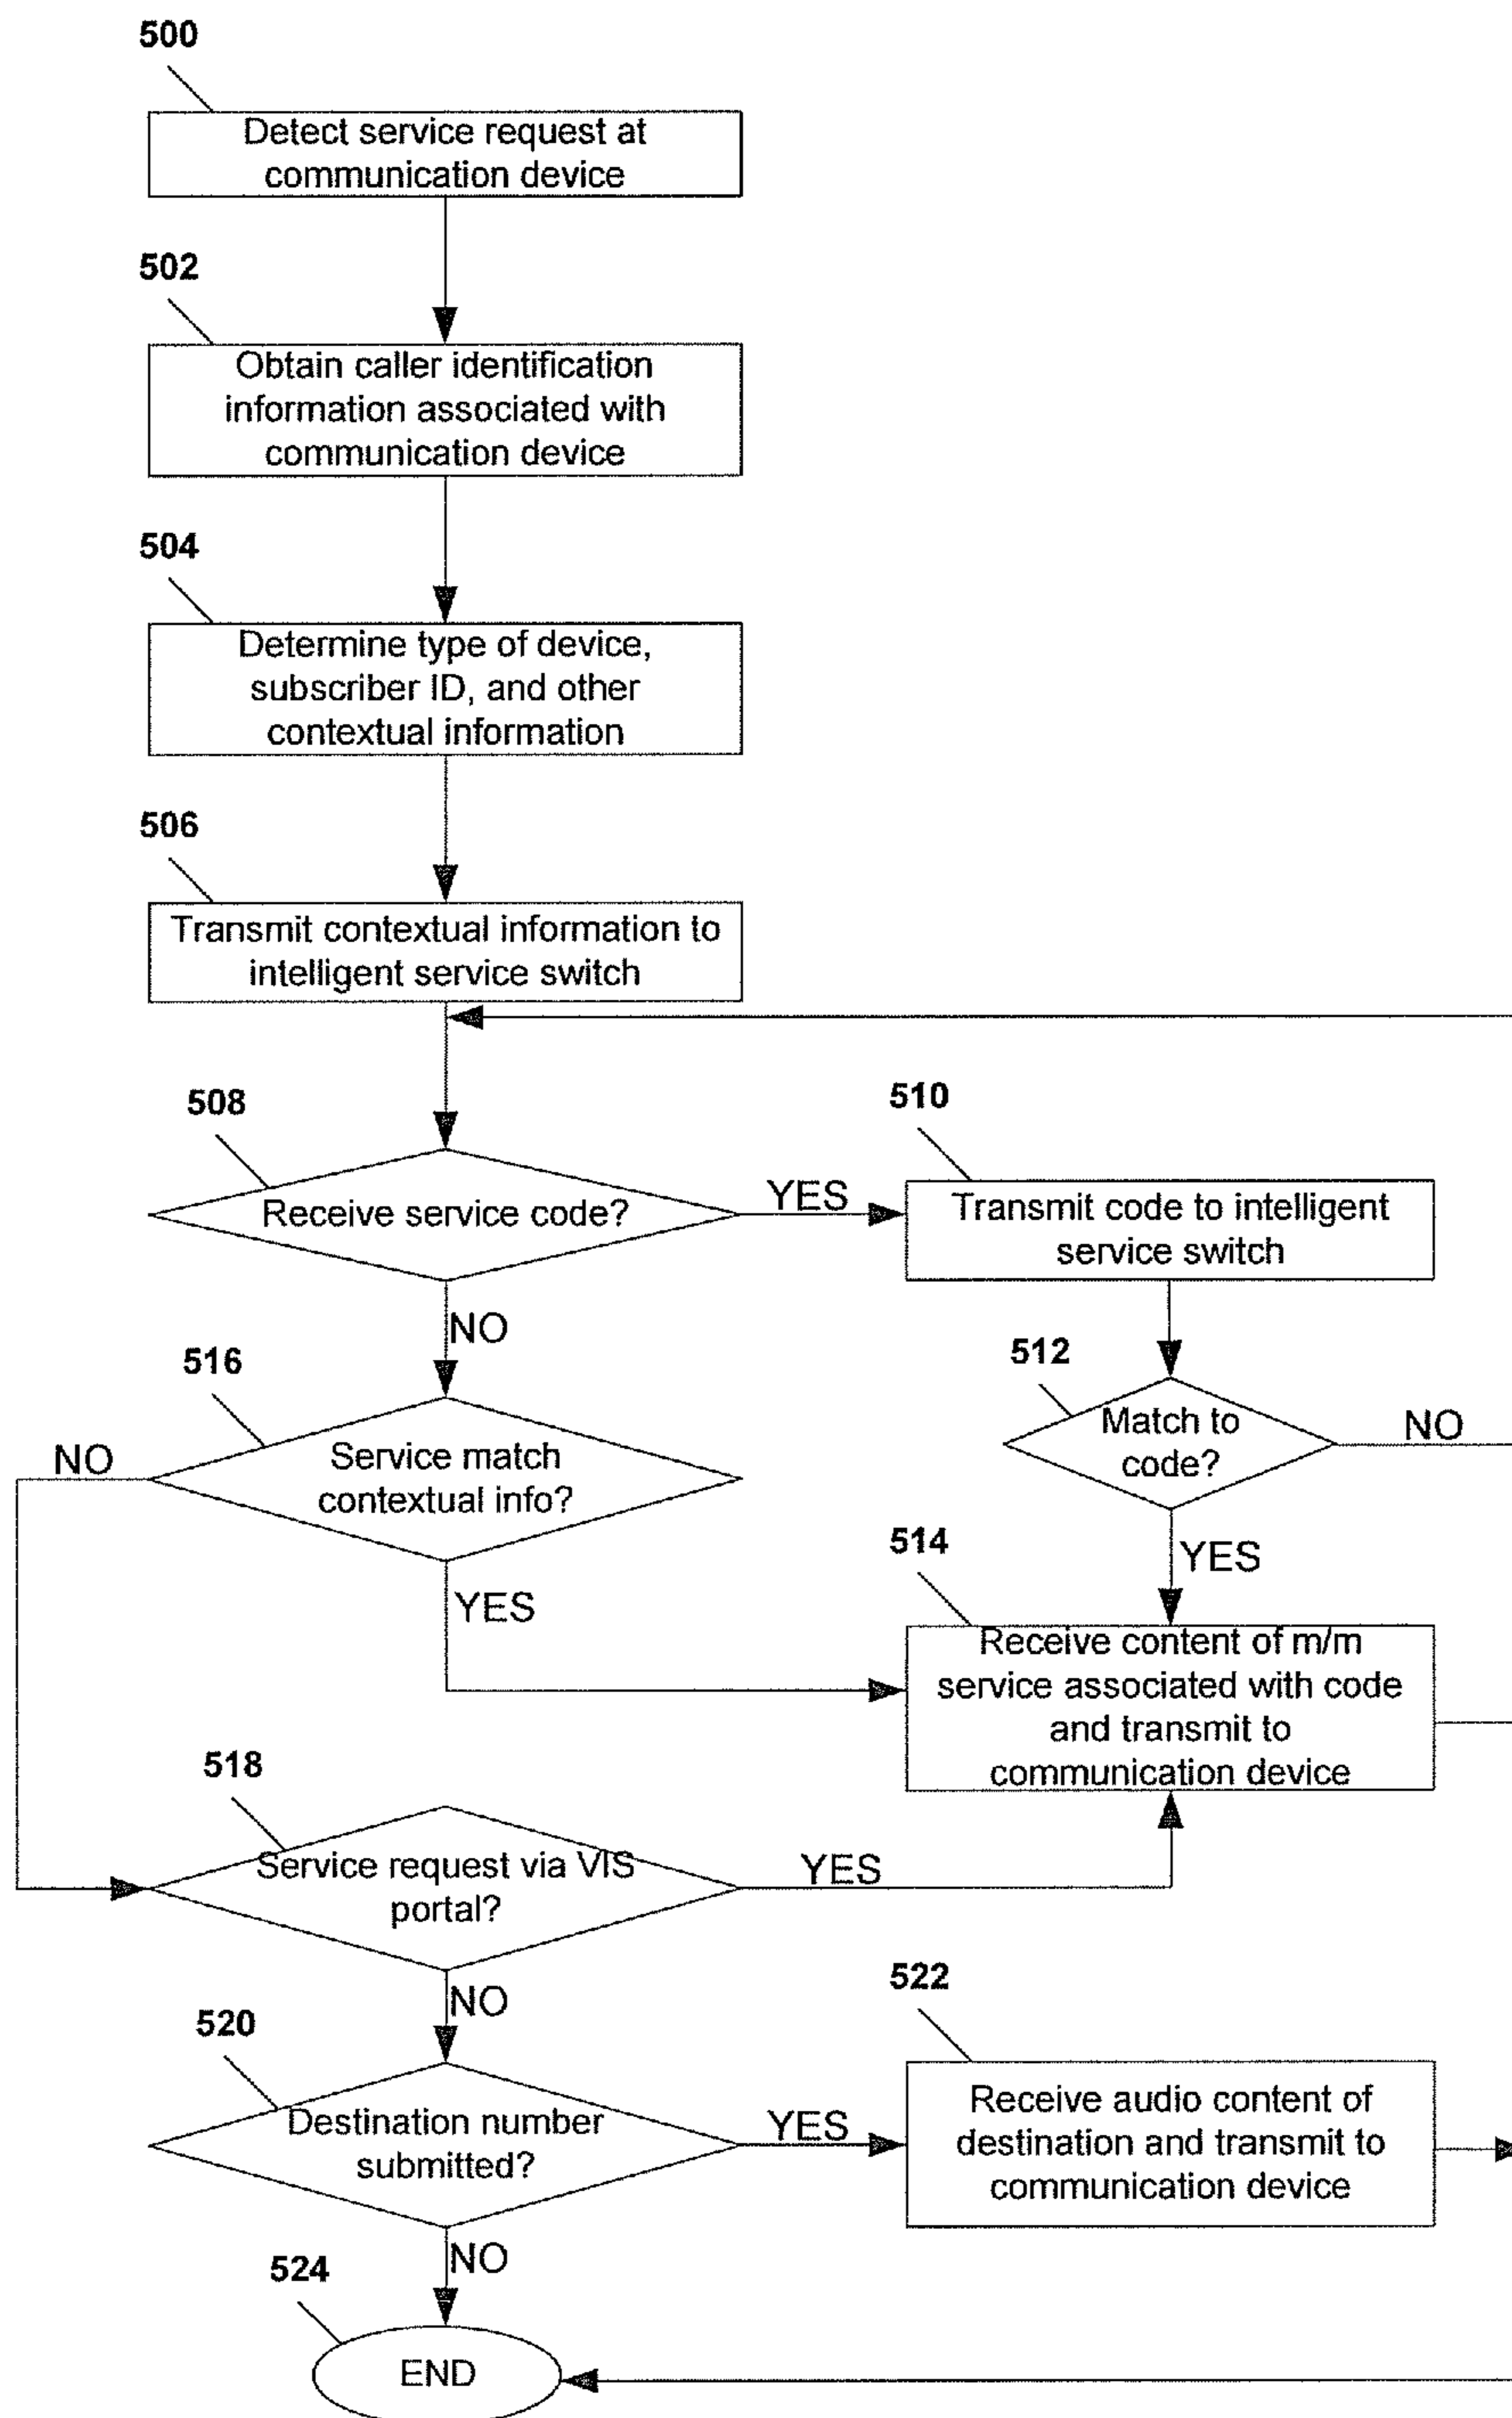 500
Detect service request at
communication device
502
Obtain caller identification
information associated with
communication device
504
Determine type of device,
subscriber ID, and other
contextual information
506
Transmit contextual information to
intelligent service switch
508
Receive service code?
YES
510
Transmit code to intelligent
service switch
NO
516
Service match
contextual info?
NO
YES
512
Match to
code?
NO
YES
514
Receive content of m/m
service associated with code
and transmit to
communication device
518
Service request via VIS
portal?
YES
NO
520
Destination number
submitted?
YES
522
Receive audio content of
destination and transmit to
communication device
NO
524
END